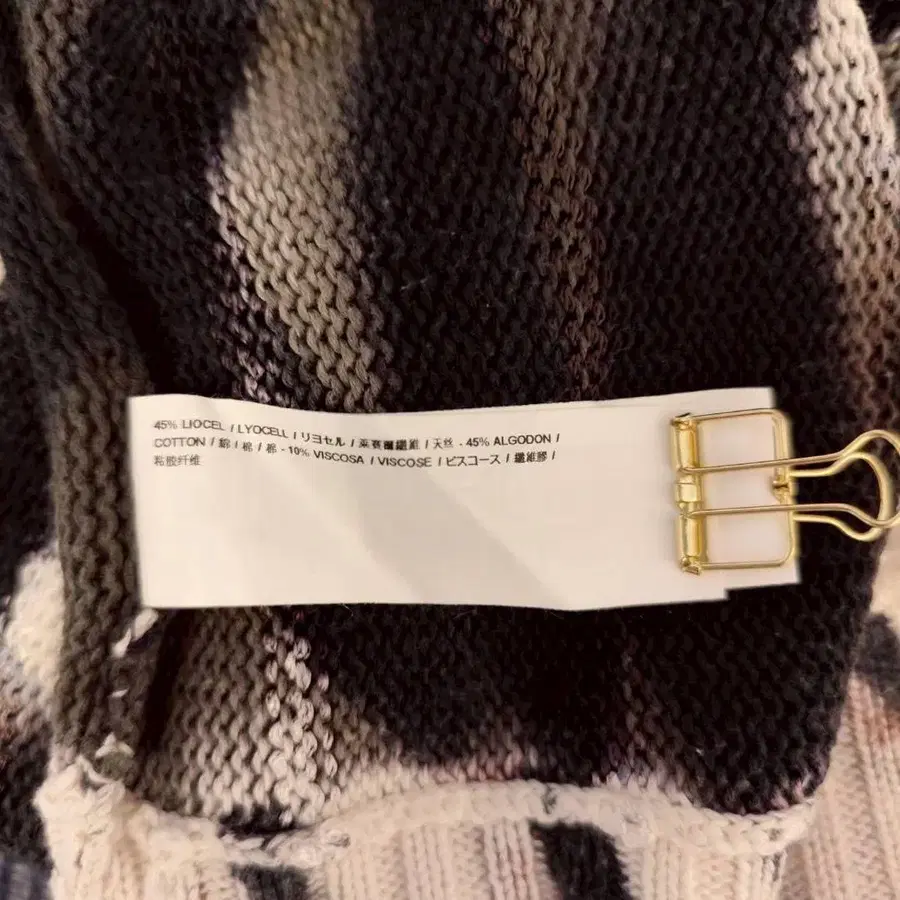 45% LIOCEL / LYOCELL / リヨセル / 萊賽爾纖維 / 天丝 - 45% ALGODON /
COTTON / 綿 / 棉 / 棉 - 10% VISCOSA / VISCOSE / ビスコース / 纖維膠 /
粘胶纤维